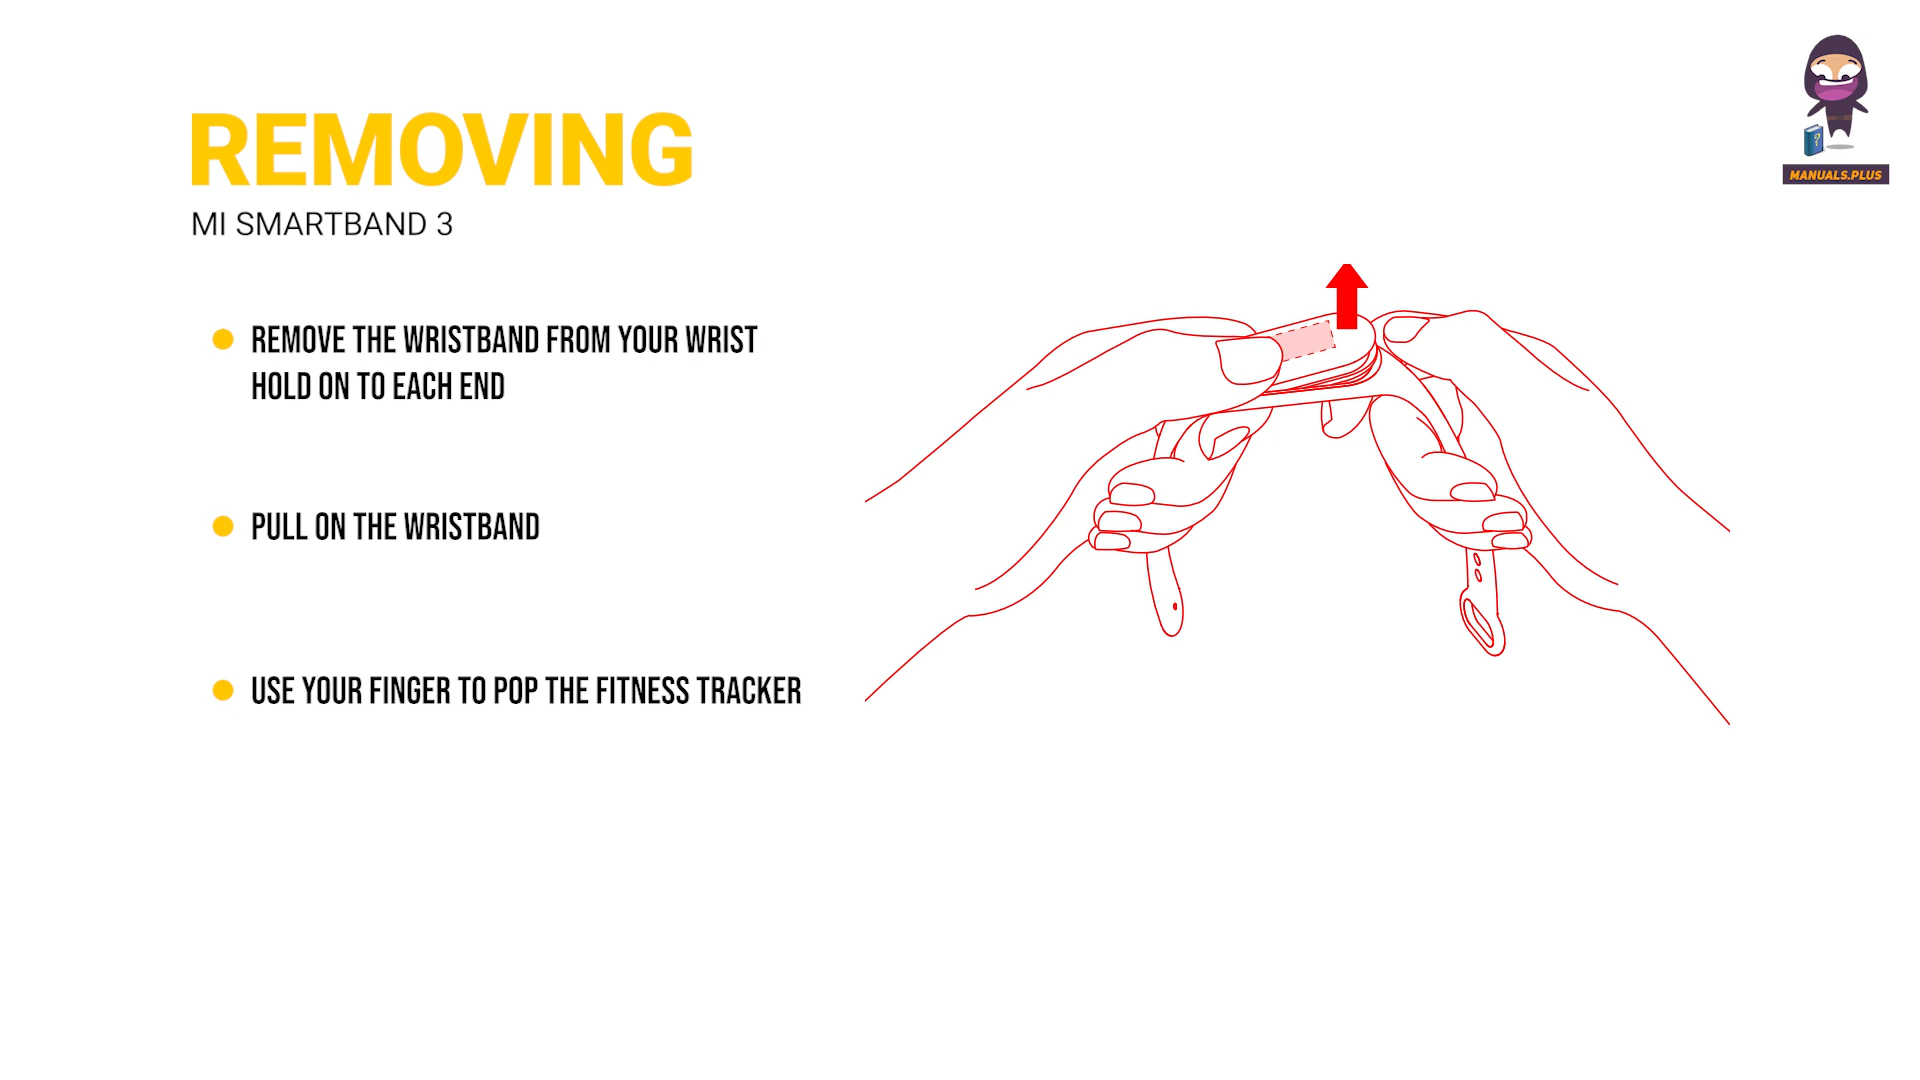 REMOVING
MI SMARTBAND 3
REMOVE THE WRISTBAND FROM YOUR WRIST
HOLD ON TO EACH END
PULL ON THE WRISTBAND
USE YOUR FINGER TO POP THE FITNESS TRACKER
?
MANUALS.PLUS